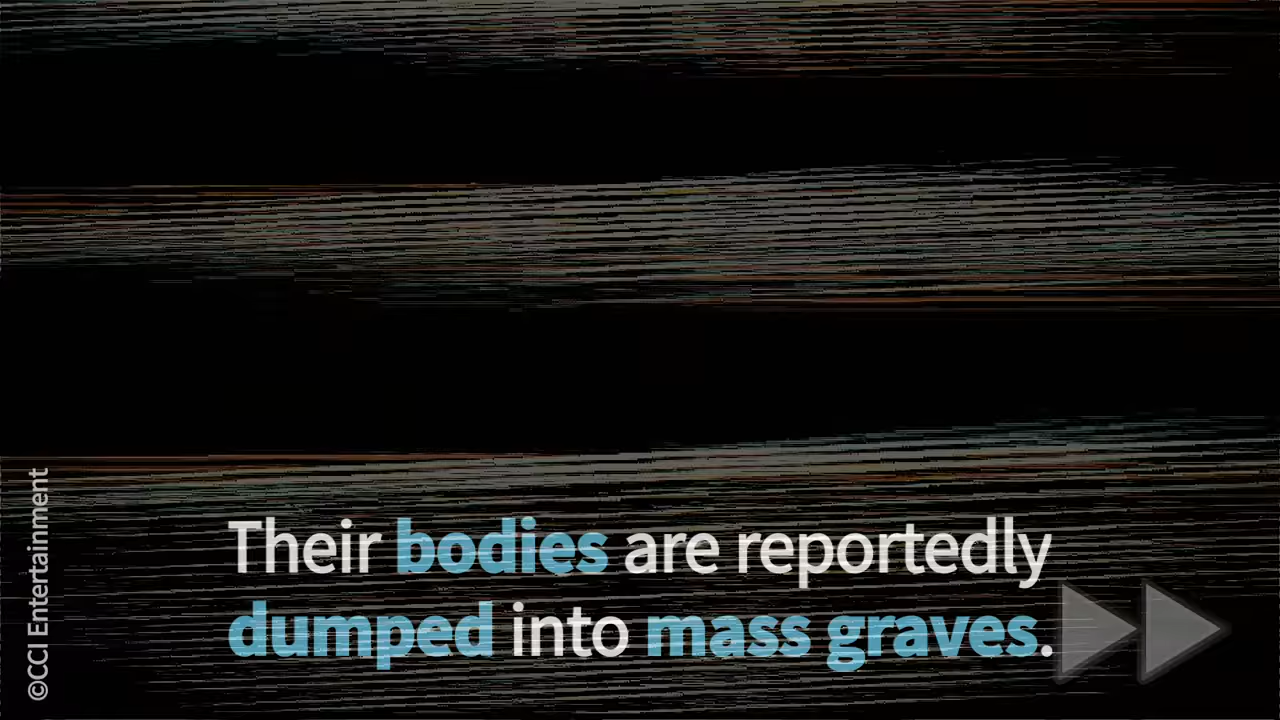 Their bodies are reportedly
dumped into mass graves.
©CCI Entertainment